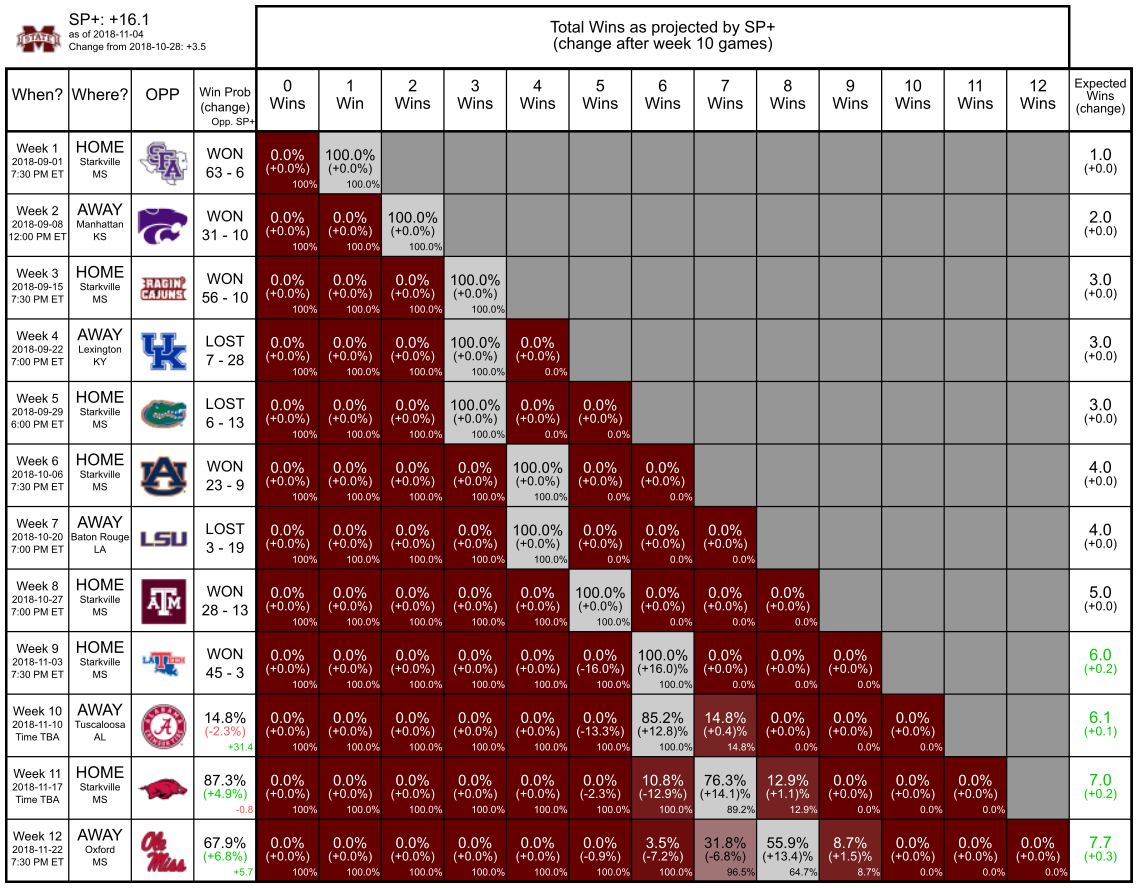 SP+: +16.1
as of 2018-11-04
Change from 2018-10-28: +3.5
Total Wins as projected by SP+
(change after week 10 games)
When? Where? OPP Win Prob (change) Opp. SP+ 0 Wins 1 Win 2 Wins 3 Wins 4 Wins 5 Wins 6 Wins 7 Wins 8 Wins 9 Wins 10 Wins 11 Wins 12 Wins Expected Wins (change)
Week 1 HOME WON 0.0% 100.0% 1.0
2018-09-01 Starkville SFA 63 - 6 (+0.0%) (+0.0%) (+0.0)
7:30 PM ET MS 100% 100.0%
Week 2 AWAY WON 0.0% 0.0% 100.0% 2.0
2018-09-08 Manhattan 31 - 10 (+0.0%) (+0.0%) (+0.0%) (+0.0)
12:00 PM ET KS 100% 100.0% 100.0%
Week 3 HOME WON 0.0% 0.0% 0.0% 100.0% 3.0
2018-09-15 Starkville RAGIN' CAJUNS 56 - 10 (+0.0%) (+0.0%) (+0.0%) (+0.0%) (+0.0)
7:30 PM ET MS 100% 100.0% 100.0% 100.0%
Week 4 AWAY LOST 0.0% 0.0% 0.0% 100.0% 0.0% 3.0
2018-09-22 Lexington UK 7 - 28 (+0.0%) (+0.0%) (+0.0%) (+0.0%) (+0.0%) (+0.0)
7:00 PM ET KY 100% 100.0% 100.0% 100.0% 0.0%
Week 5 HOME LOST 0.0% 0.0% 0.0% 100.0% 0.0% 0.0% 3.0
2018-09-29 Starkville 6 - 13 (+0.0%) (+0.0%) (+0.0%) (+0.0%) (+0.0%) (+0.0%) (+0.0)
6:00 PM ET MS 100% 100.0% 100.0% 100.0% 0.0% 0.0%
Week 6 HOME WON 0.0% 0.0% 0.0% 0.0% 100.0% 0.0% 0.0% 4.0
2018-10-06 Starkville AU 23 - 9 (+0.0%) (+0.0%) (+0.0%) (+0.0%) (+0.0%) (+0.0%) (+0.0%) (+0.0)
7:30 PM ET MS 100% 100.0% 100.0% 100.0% 100.0% 0.0% 0.0%
Week 7 AWAY LOST 0.0% 0.0% 0.0% 0.0% 100.0% 0.0% 0.0% 0.0% 4.0
2018-10-20 Baton Rouge LSU 3 - 19 (+0.0%) (+0.0%) (+0.0%) (+0.0%) (+0.0%) (+0.0%) (+0.0%) (+0.0%) (+0.0)
7:00 PM ET LA 100% 100.0% 100.0% 100.0% 100.0% 0.0% 0.0% 0.0%
Week 8 HOME WON 0.0% 0.0% 0.0% 0.0% 0.0% 100.0% 0.0% 0.0% 0.0% 5.0
2018-10-27 Starkville ATM 28 - 13 (+0.0%) (+0.0%) (+0.0%) (+0.0%) (+0.0%) (+0.0%) (+0.0%) (+0.0%) (+0.0%) (+0.0)
7:00 PM ET MS 100% 100.0% 100.0% 100.0% 100.0% 100.0% 0.0% 0.0% 0.0%
Week 9 HOME WON 0.0% 0.0% 0.0% 0.0% 0.0% 0.0% 100.0% 0.0% 0.0% 0.0% 6.0
2018-11-03 Starkville LA TECH 45 - 3 (+0.0%) (+0.0%) (+0.0%) (+0.0%) (+0.0%) (-16.0%) (+16.0)% (+0.0%) (+0.0%) (+0.0%) (+0.2)
7:30 PM ET MS 100% 100.0% 100.0% 100.0% 100.0% 100.0% 100.0% 0.0% 0.0% 0.0%
Week 10 AWAY 14.8% 0.0% 0.0% 0.0% 0.0% 0.0% 0.0% 85.2% 14.8% 0.0% 0.0% 0.0% 6.1
2018-11-10 Tuscaloosa A (-2.3%) (+0.0%) (+0.0%) (+0.0%) (+0.0%) (+0.0%) (-13.3%) (+12.8)% (+0.4)% (+0.0%) (+0.0%) (+0.0%) (+0.1)
Time TBA AL +31.4 100% 100.0% 100.0% 100.0% 100.0% 100.0% 100.0% 14.8% 0.0% 0.0% 0.0%
Week 11 HOME 87.3% 0.0% 0.0% 0.0% 0.0% 0.0% 0.0% 10.8% 76.3% 12.9% 0.0% 0.0% 0.0% 7.0
2018-11-17 Starkville (+4.9%) (+0.0%) (+0.0%) (+0.0%) (+0.0%) (+0.0%) (-2.3%) (-12.9%) (+14.1)% (+1.1)% (+0.0%) (+0.0%) (+0.0%) (+0.2)
Time TBA MS -0.8 100% 100.0% 100.0% 100.0% 100.0% 100.0% 100.0% 89.2% 12.9% 0.0% 0.0% 0.0%
Week 12 AWAY 67.9% 0.0% 0.0% 0.0% 0.0% 0.0% 0.0% 3.5% 31.8% 55.9% 8.7% 0.0% 0.0% 0.0% 7.7
2018-11-22 Oxford Ole Miss (+6.8%) (+0.0%) (+0.0%) (+0.0%) (+0.0%) (+0.0%) (-0.9%) (-7.2%) (-6.8%) (+13.4)% (+1.5)% (+0.0%) (+0.0%) (+0.0%) (+0.3)
7:30 PM ET MS +5.7 100% 100.0% 100.0% 100.0% 100.0% 100.0% 100.0% 96.5% 64.7% 8.7% 0.0% 0.0% 0.0%